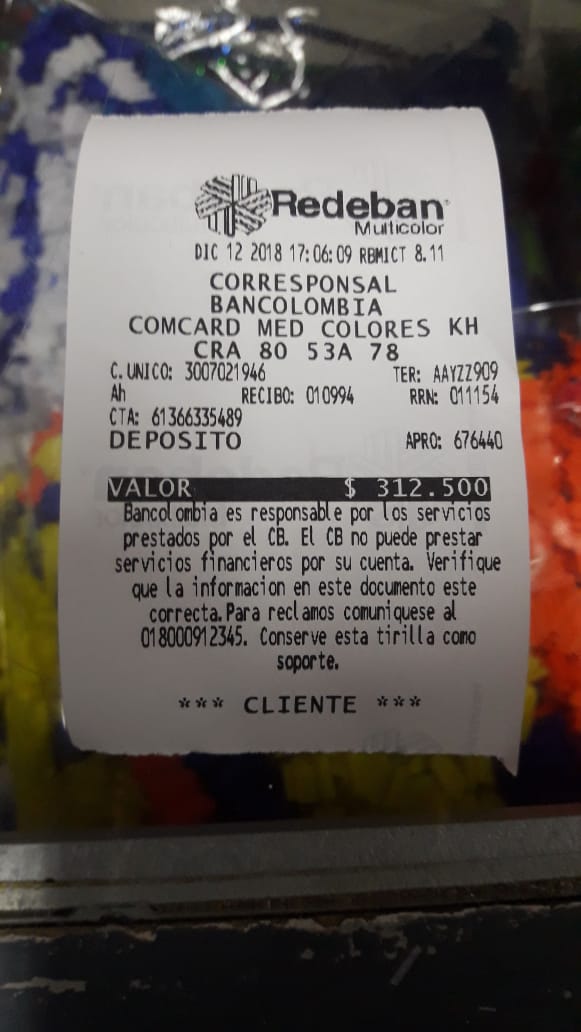 Redeban
Multicolor
DIC 12 2018 17:06:09 RBMICT 8.11
CORRESPONSAL
BANCOLOMBIA
COMCARD MED COLORES KH
CRA 80 53A 78
C. UNICO: 3007021946 TER: AAYZZ909
Ah RECIBO: 010994 RRN: 011154
CTA: 61366335489
DEPOSITO APRO: 676440
VALOR $ 312.500
Bancolombia es responsable por los servicios
prestados por el CB. El CB no puede prestar
servicios financieros por su cuenta. Verifique
que la informacion en este documento este
correcta. Para reclamos comuniquese al
018000912345. Conserve esta tirilla como
soporte.
*** CLIENTE ***